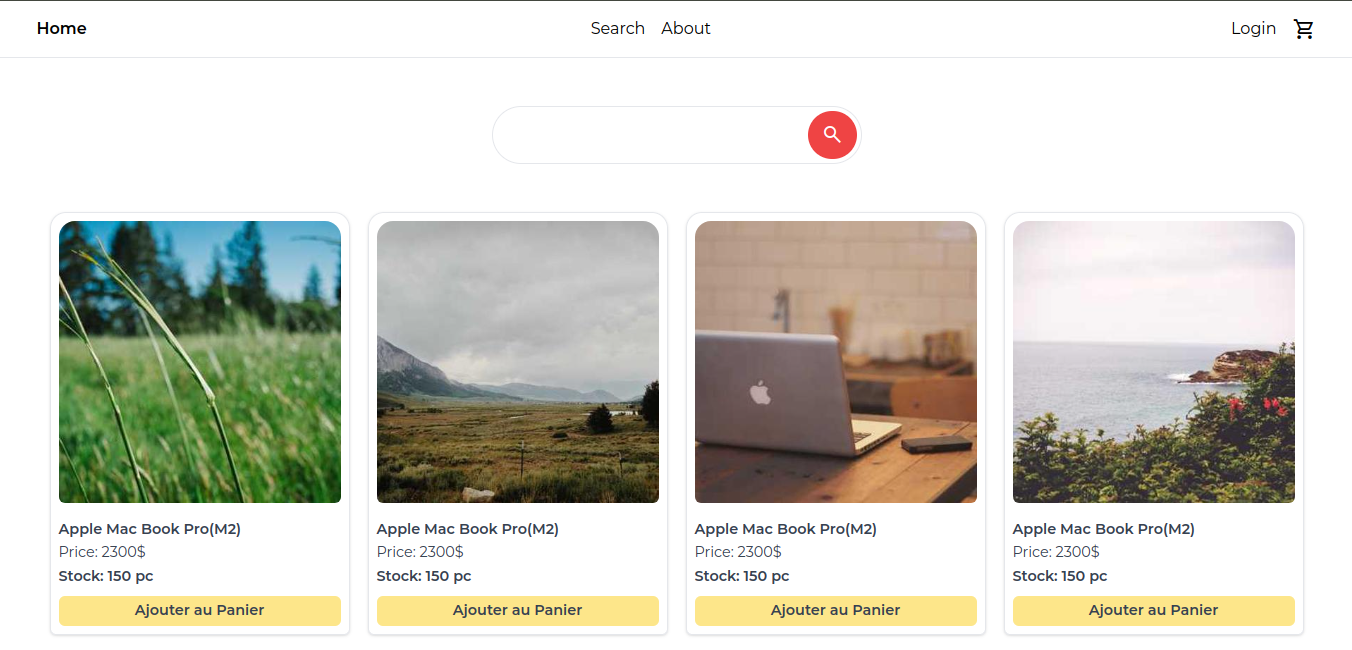 Home
Search About
Login
Apple Mac Book Pro(M2)
Price: 2300$
Stock: 150 pc
Ajouter au Panier
Apple Mac Book Pro(M2)
Price: 2300$
Stock: 150 pc
Ajouter au Panier
Apple Mac Book Pro(M2)
Price: 2300$
Stock: 150 pc
Ajouter au Panier
Apple Mac Book Pro(M2)
Price: 2300$
Stock: 150 pc
Ajouter au Panier